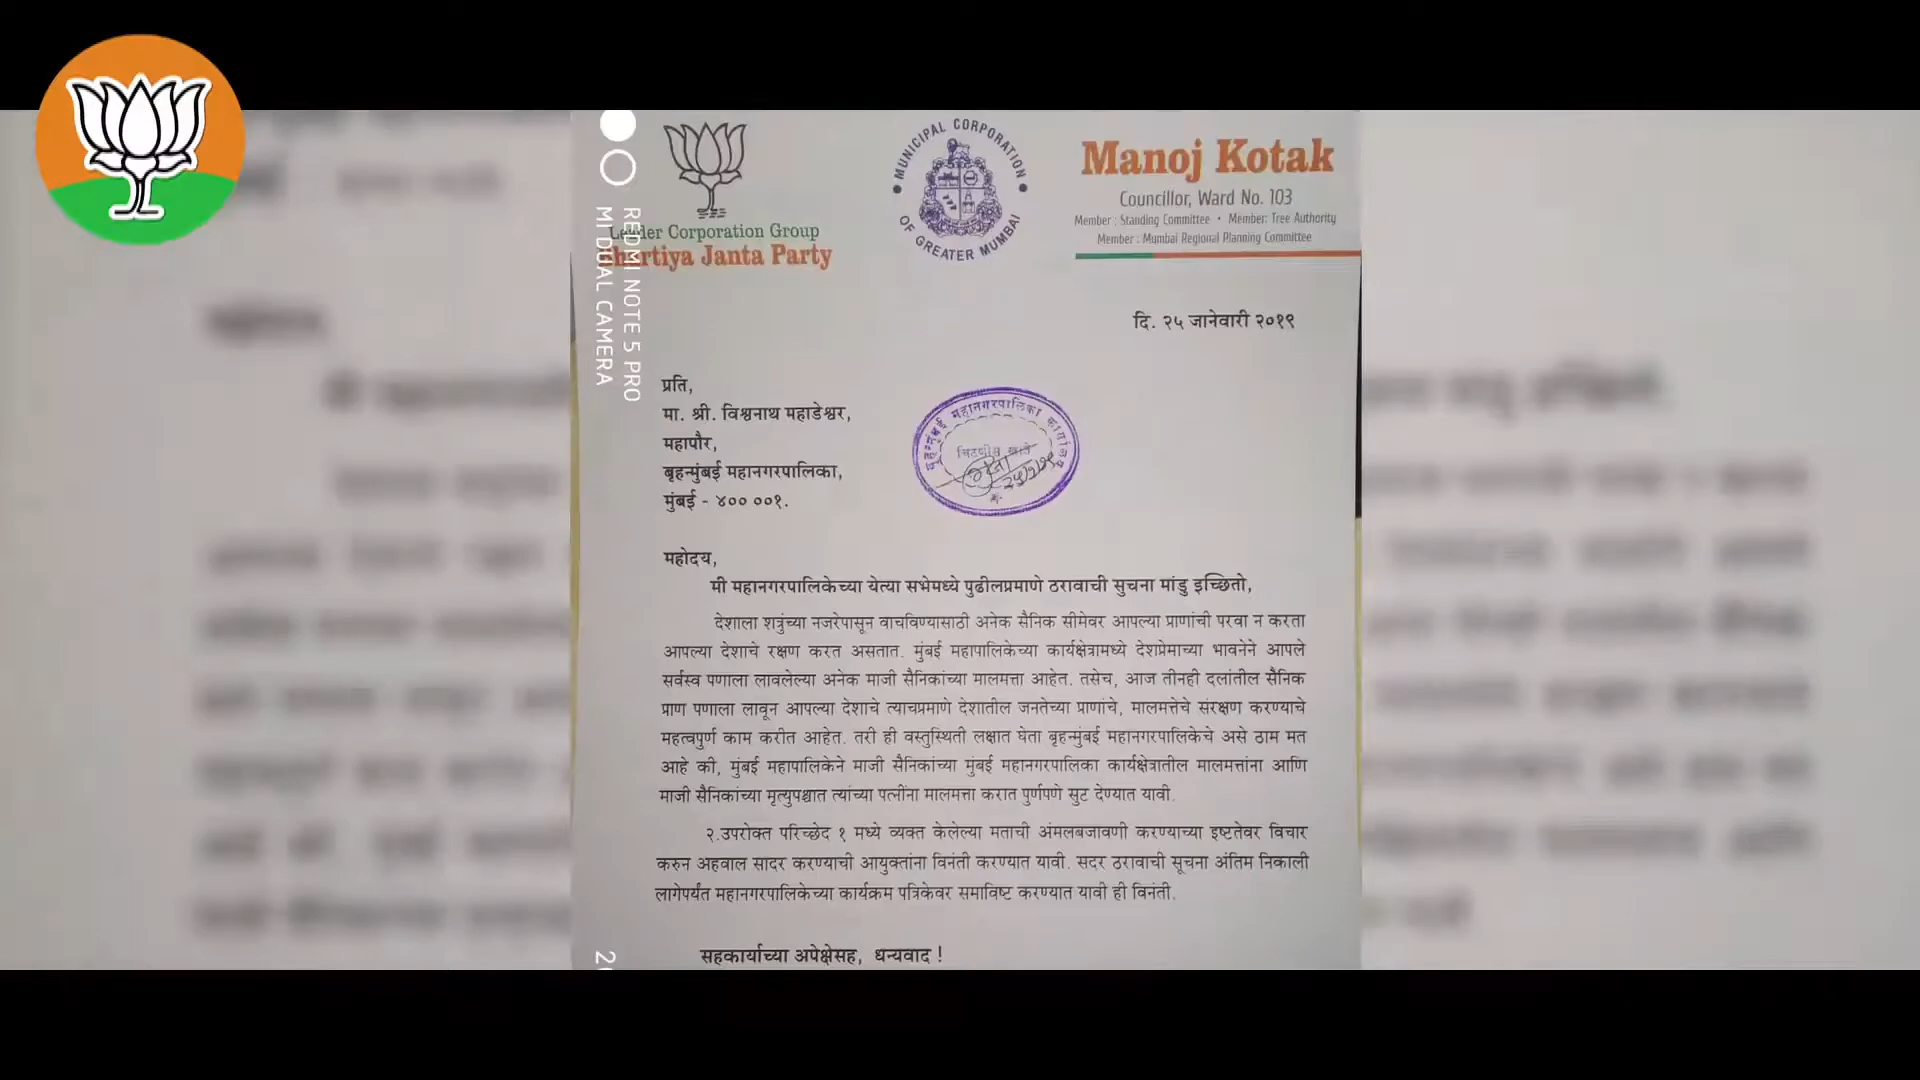 MUNICIPAL CORPORATION
OF GREATER MUMBAI
Manoj Kotak
Councillor, Ward No. 103
Member : Standing Committee • Member: Tree Authority
Member : Mumbai Regional Planning Committee
Corporation Group
Janta Party
REDMI NOTE 5 PRO
MI DUAL CAMERA
दि. २५ जानेवारी २०१९
प्रति,
मा. श्री. विश्वनाथ महाडेश्वर,
महापौर,
बृहन्मुंबई महानगरपालिका,
मुंबई - ४०० ००१.
बृहन्मुंबई महानगरपालिका कार्यालय
महोदय,
मी महानगरपालिकेच्या येत्या सभेमध्ये पुढीलप्रमाणे ठरावाची सुचना मांडु इच्छितो,
देशाला शत्रुंच्या नजरेपासून वाचविण्यासाठी अनेक सैनिक सीमेवर आपल्या प्राणांची परवा न करता
आपल्या देशाचे रक्षण करत असतात. मुंबई महापालिकेच्या कार्यक्षेत्रामध्ये देशप्रेमाच्या भावनेने आपले
सर्वस्व पणाला लावलेल्या अनेक माजी सैनिकांच्या मालमत्ता आहेत. तसेच, आज तीनही दलांतील सैनिक
प्राण पणाला लावून आपल्या देशाचे त्याचप्रमाणे देशातील जनतेच्या प्राणांचे, मालमत्तेचे संरक्षण करण्याचे
महत्वपुर्ण काम करीत आहेत. तरी ही वस्तुस्थिती लक्षात घेता बृहन्मुंबई महानगरपालिकेचे असे ठाम मत
आहे की, मुंबई महापालिकेने माजी सैनिकांच्या मुंबई महानगरपालिका कार्यक्षेत्रातील मालमत्तांना आणि
माजी सैनिकांच्या मृत्युपश्चात त्यांच्या पत्नींना मालमत्ता करात पुर्णपणे सुट देण्यात यावी.
२.उपरोक्त परिच्छेद १ मध्ये व्यक्त केलेल्या मताची अंमलबजावणी करण्याच्या इष्टतेवर विचार
करुन अहवाल सादर करण्याची आयुक्तांना विनंती करण्यात यावी. सदर ठरावाची सूचना अंतिम निकाली
लागेपर्यंत महानगरपालिकेच्या कार्यक्रम पत्रिकेवर समाविष्ट करण्यात यावी ही विनंती.
सहकार्याच्या अपेक्षेसह, धन्यवाद !